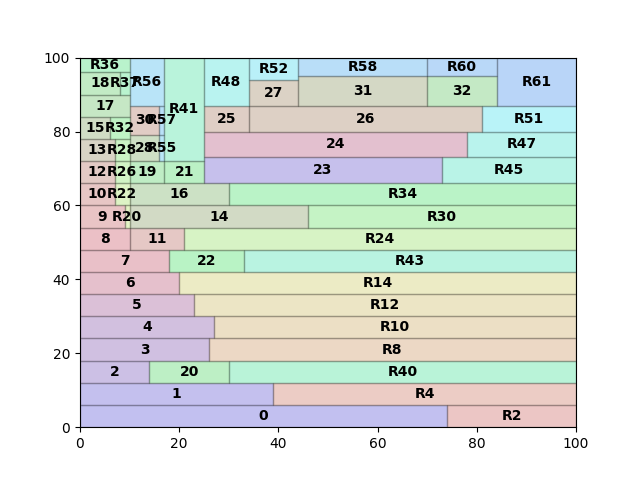 100
R36
18 R37 R56 R41 R48 R52 R58 R60 R61
27 31 32
17
80
15 R32 30 R57 25 26 R51
13 R28 28 R55 24 R47
12 R26 19 21 23 R45
60
10 R22 16 R34
9 R20 14 R30
8 11 R24
7 22 R43
40
6 R14
5 R12
4 R10
20
3 R8
2 20 R40
1 R4
0
0 R2
0 20 40 60 80 100